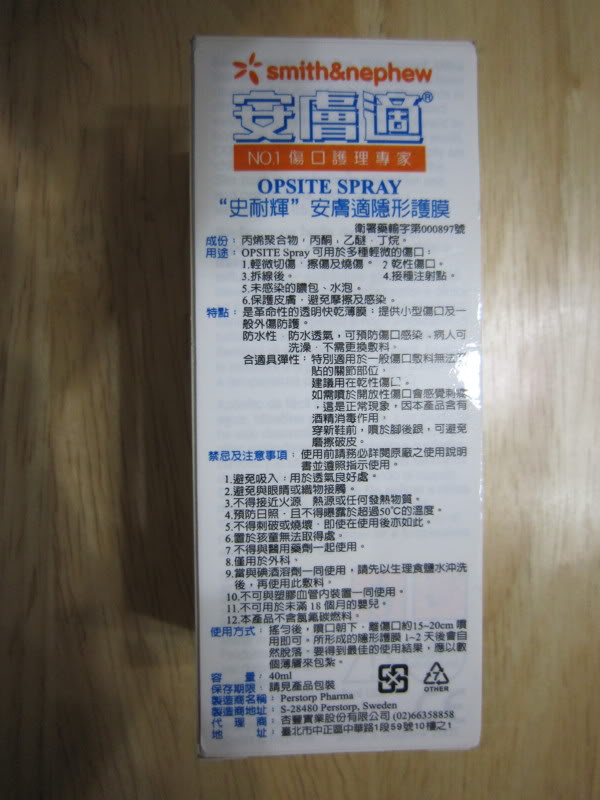 smith&nephew
安膚適®
NO.1 傷口護理專家
OPSITE SPRAY
“史耐輝”安膚適隱形護膜
衛署藥輸字第000897號
成份：丙烯聚合物，丙酮，乙醚，丁烷。
用途：OPSITE Spray 可用於多種輕微的傷口：
1.輕微切傷，擦傷及燒傷。 2 乾性傷口。
3.拆線後。 4.接種注射點。
5.未感染的膿包、水泡。
6.保護皮膚，避免摩擦及感染。
特點：是革命性的透明快乾薄膜：提供小型傷口及一
般外傷防護。
防水性：防水透氣，可預防傷口感染、病人可
洗澡，不需更換敷料。
合適具彈性：特別適用於一般傷口敷料無法
貼的關節部位，
建議用在乾性傷口。
如需噴於開放性傷口會感覺刺痛
，這是正常現象，因本產品含有
酒精消毒作用，
穿新鞋前，噴於腳後跟，可避免
磨擦破皮。
禁忌及注意事項：使用前請務必詳閱原廠之使用說明
書並遵照指示使用。
1.避免吸入：用於透氣良好處。
2.避免與眼睛或織物接觸。
3.不得接近火源，熱源或任何發熱物質。
4.預防日照，且不得曝露於超過50℃的溫度。
5.不得刺破或燒壞，即使在使用後亦如此。
6.置於孩童無法取得處。
7 不得與醫用藥劑一起使用。
8.僅用於外科、
9.當與碘酒溶劑一同使用，請先以生理食鹽水沖洗
後，再使用此敷料。
10.不可與塑膠血管內裝置一同使用。
11.不可用於未滿 18 個月的嬰兒。
12.本產品不含氯氟碳燃料。
使用方式：搖勻後，噴口朝下，離傷口約15~20cm 噴
用即可。所形成的隱形護膜 1~2 天後會自
然脫落。要得到最佳的使用結果，應以數
個薄層來包紮。
容量：40ml
保存期限：請見產品包裝
製造商名稱：Perstorp Pharma
製造商地址：S-28480 Perstorp, Sweden
代理商：杏豐實業股份有限公司 (02)66358858
地址：臺北市中正區中華路1段59號10樓之1
7
OTHER